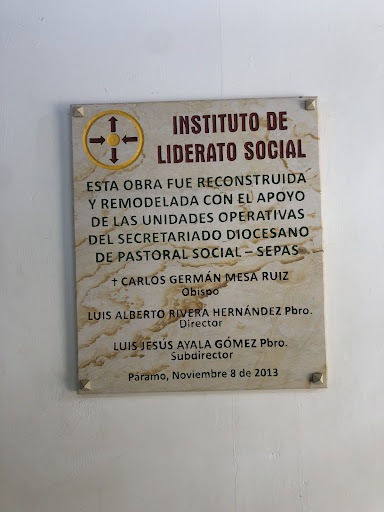 INSTITUTO DE
LIDERATO SOCIAL
ESTA OBRA FUE RECONSTRUIDA
Y REMODELADA CON EL APOYO
DE LAS UNIDADES OPERATIVAS
DEL SECRETARIADO DIOCESANO
DE PASTORAL SOCIAL – SEPAS
† CARLOS GERMÁN MESA RUIZ
Obispo
LUIS ALBERTO RIVERA HERNÁNDEZ Pbro.
Director
LUIS JESUS AYALA GÓMEZ Pbro.
Subdirector
Páramo, Noviembre 8 de 2013